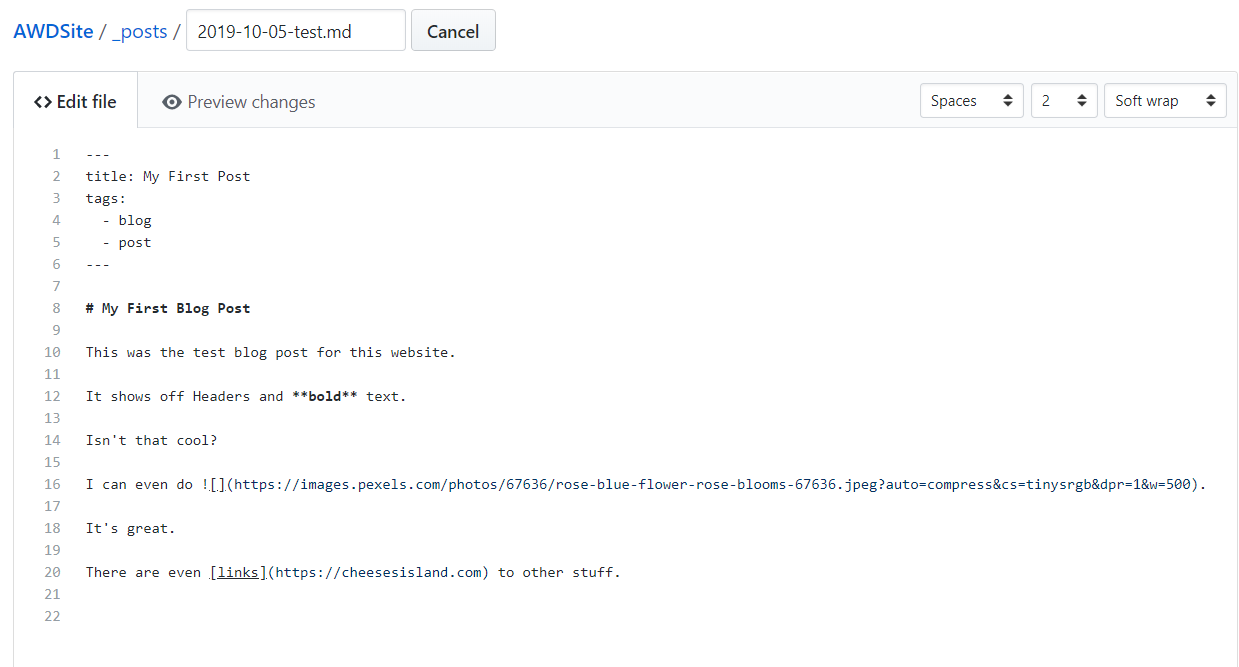 AWDSite / _posts / 2019-10-05-test.md Cancel
<> Edit file Preview changes Spaces 2 Soft wrap
1 ---
2 title: My First Post
3 tags:
4   - blog
5   - post
6 ---
7
8 # My First Blog Post
9
10 This was the test blog post for this website.
11
12 It shows off Headers and **bold** text.
13
14 Isn't that cool?
15
16 I can even do ![](https://images.pexels.com/photos/67636/rose-blue-flower-rose-blooms-67636.jpeg?auto=compress&cs=tinysrgb&dpr=1&w=500).
17
18 It's great.
19
20 There are even [links](https://cheesesisland.com) to other stuff.
21
22